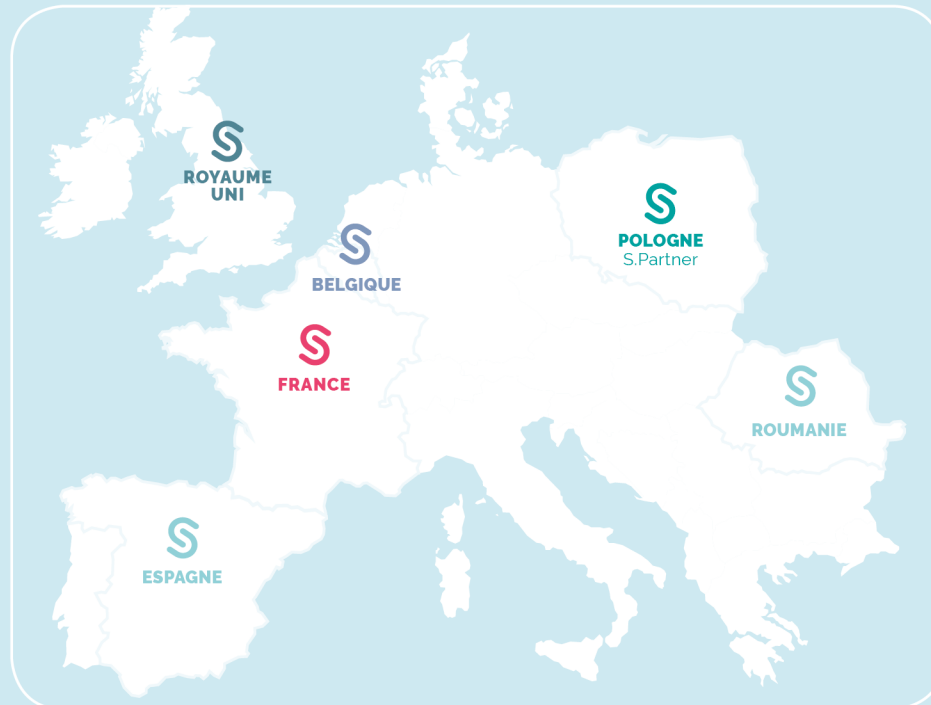 ROYAUME
UNI
POLOGNE
S.Partner
BELGIQUE
FRANCE
ROUMANIE
ESPAGNE